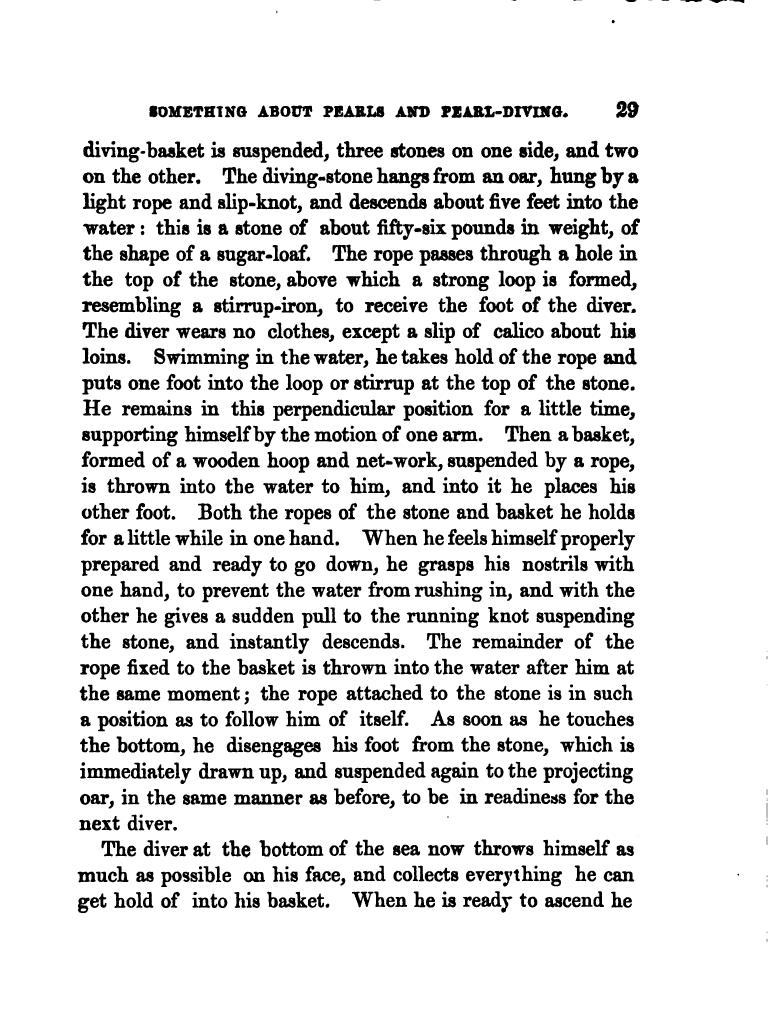 SOMETHING ABOUT PEARLS AND PEARL-DIVING. 29
diving-basket is suspended, three stones on one side, and two
on the other. The diving-stone hangs from an oar, hung by a
light rope and slip-knot, and descends about five feet into the
water: this is a stone of about fifty-six pounds in weight, of
the shape of a sugar-loaf. The rope passes through a hole in
the top of the stone, above which a strong loop is formed,
resembling a stirrup-iron, to receive the foot of the diver.
The diver wears no clothes, except a slip of calico about his
loins. Swimming in the water, he takes hold of the rope and
puts one foot into the loop or stirrup at the top of the stone.
He remains in this perpendicular position for a little time,
supporting himself by the motion of one arm. Then a basket,
formed of a wooden hoop and net-work, suspended by a rope,
is thrown into the water to him, and into it he places his
other foot. Both the ropes of the stone and basket he holds
for a little while in one hand. When he feels himself properly
prepared and ready to go down, he grasps his nostrils with
one hand, to prevent the water from rushing in, and with the
other he gives a sudden pull to the running knot suspending
the stone, and instantly descends. The remainder of the
rope fixed to the basket is thrown into the water after him at
the same moment; the rope attached to the stone is in such
a position as to follow him of itself. As soon as he touches
the bottom, he disengages his foot from the stone, which is
immediately drawn up, and suspended again to the projecting
oar, in the same manner as before, to be in readiness for the
next diver.
The diver at the bottom of the sea now throws himself as
much as possible on his face, and collects everything he can
get hold of into his basket. When he is ready to ascend he